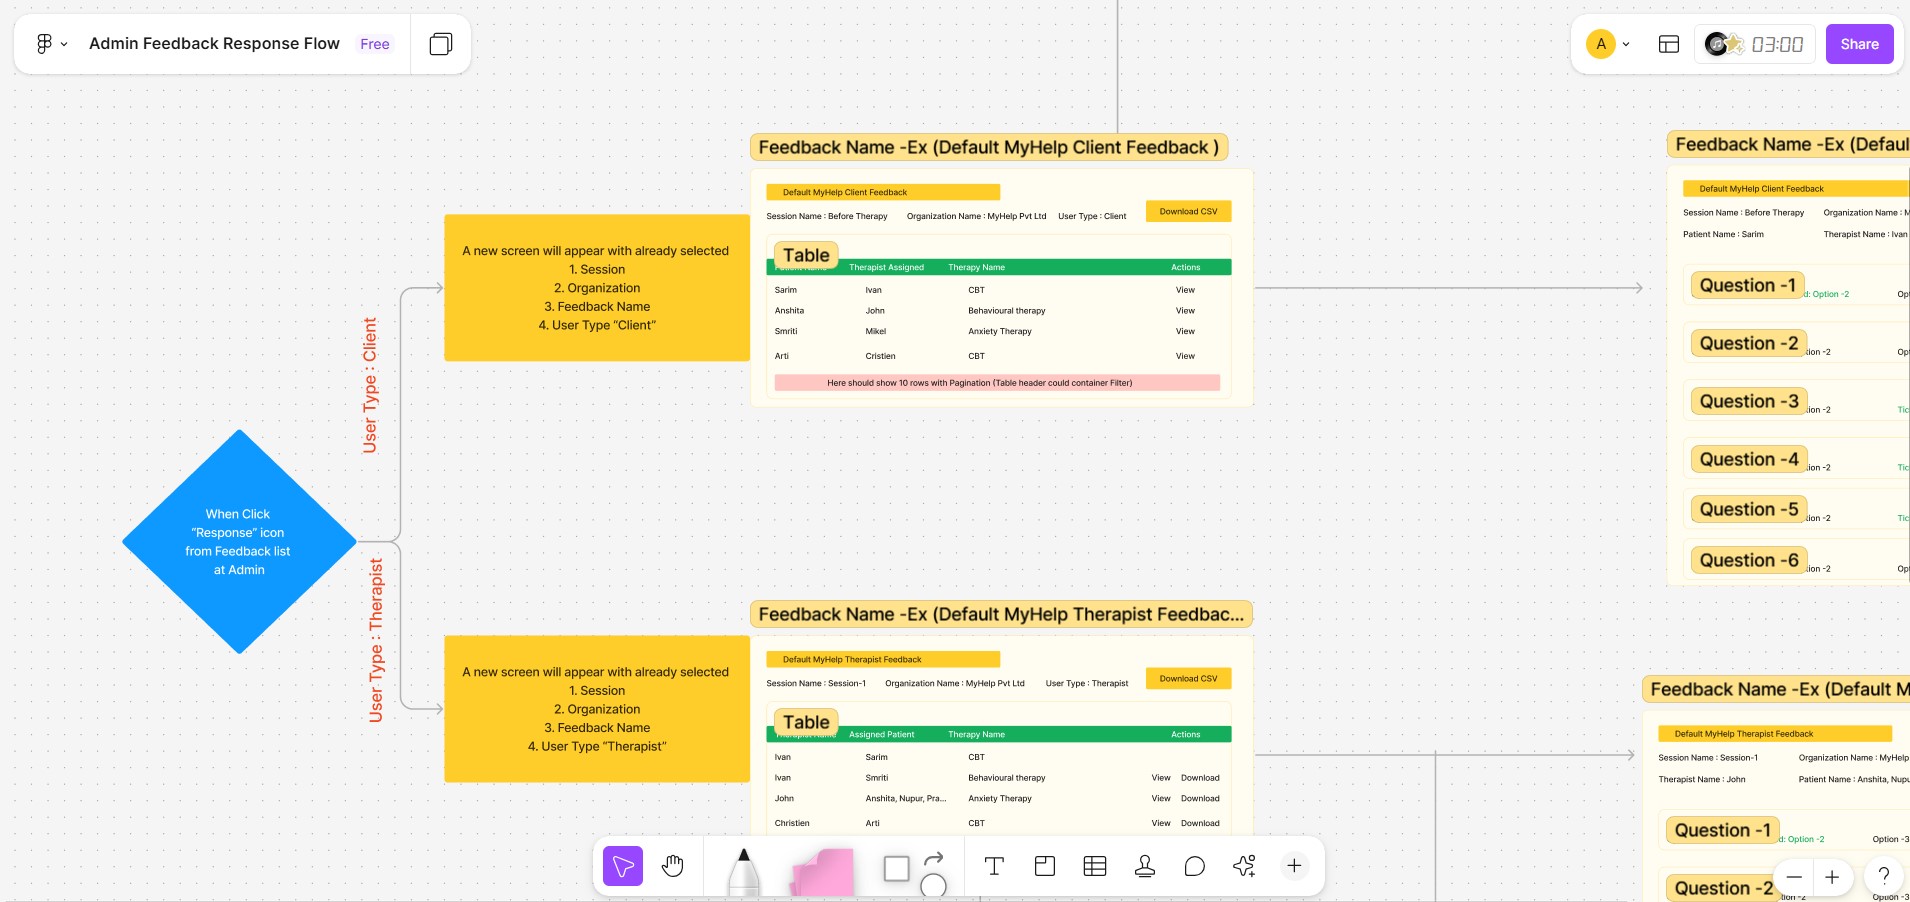 Admin Feedback Response Flow Free
A 03:00 Share
Feedback Name -Ex (Default MyHelp Client Feedback )
Default MyHelp Client Feedback
Session Name : Before Therapy Organization Name : MyHelp Pvt Ltd User Type : Client
Download CSV
Table
Therapist Assigned Therapy Name Actions
Sarim Ivan CBT View
Anshita John Behavioural therapy View
Smriti Mikel Anxiety Therapy View
Arti Cristien CBT View
Here should show 10 rows with Pagination (Table header could container Filter)
A new screen will appear with already selected
1. Session
2. Organization
3. Feedback Name
4. User Type “Client”
User Type : Client
When Click
“Response” icon
from Feedback list
at Admin
User Type : Therapist
A new screen will appear with already selected
1. Session
2. Organization
3. Feedback Name
4. User Type “Therapist”
Feedback Name -Ex (Default MyHelp Therapist Feedbac...
Default MyHelp Therapist Feedback
Session Name : Session-1 Organization Name : MyHelp Pvt Ltd User Type : Therapist
Download CSV
Table
Assigned Patient Therapy Name Actions
Ivan Sarim CBT
Ivan Smriti Behavioural therapy View Download
John Anshita, Nupur, Pra... Anxiety Therapy View Download
Christien Arti CBT View Download
Feedback Name -Ex (Defaul
Default MyHelp Client Feedback
Session Name : Before Therapy Organization Name : M
Patient Name : Sarim Therapist Name : Ivan
Question -1 d: Option -2 Op
Question -2 tion -2 Op
Question -3 tion -2 Tic
Question -4 tion -2 Tic
Question -5 tion -2 Tic
Question -6 tion -2 Op
Feedback Name -Ex (Default M
Default MyHelp Therapist Feedback
Session Name : Session-1 Organization Name : MyHelp
Therapist Name : John Patient Name : Anshita, Nupu
Question -1 d: Option -2 Option -3
Question -2 tion -2 Option -3